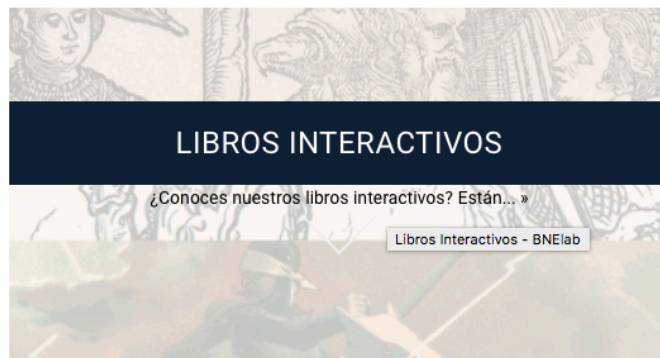 LIBROS INTERACTIVOS
¿Conoces nuestros libros interactivos? Están... »
Libros Interactivos - BNElab